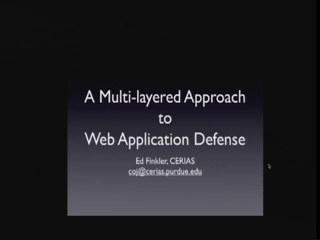 A Multi-layered Approach
to
Web Application Defense
Ed Finkler, CERIAS
coj@cerias.purdue.edu